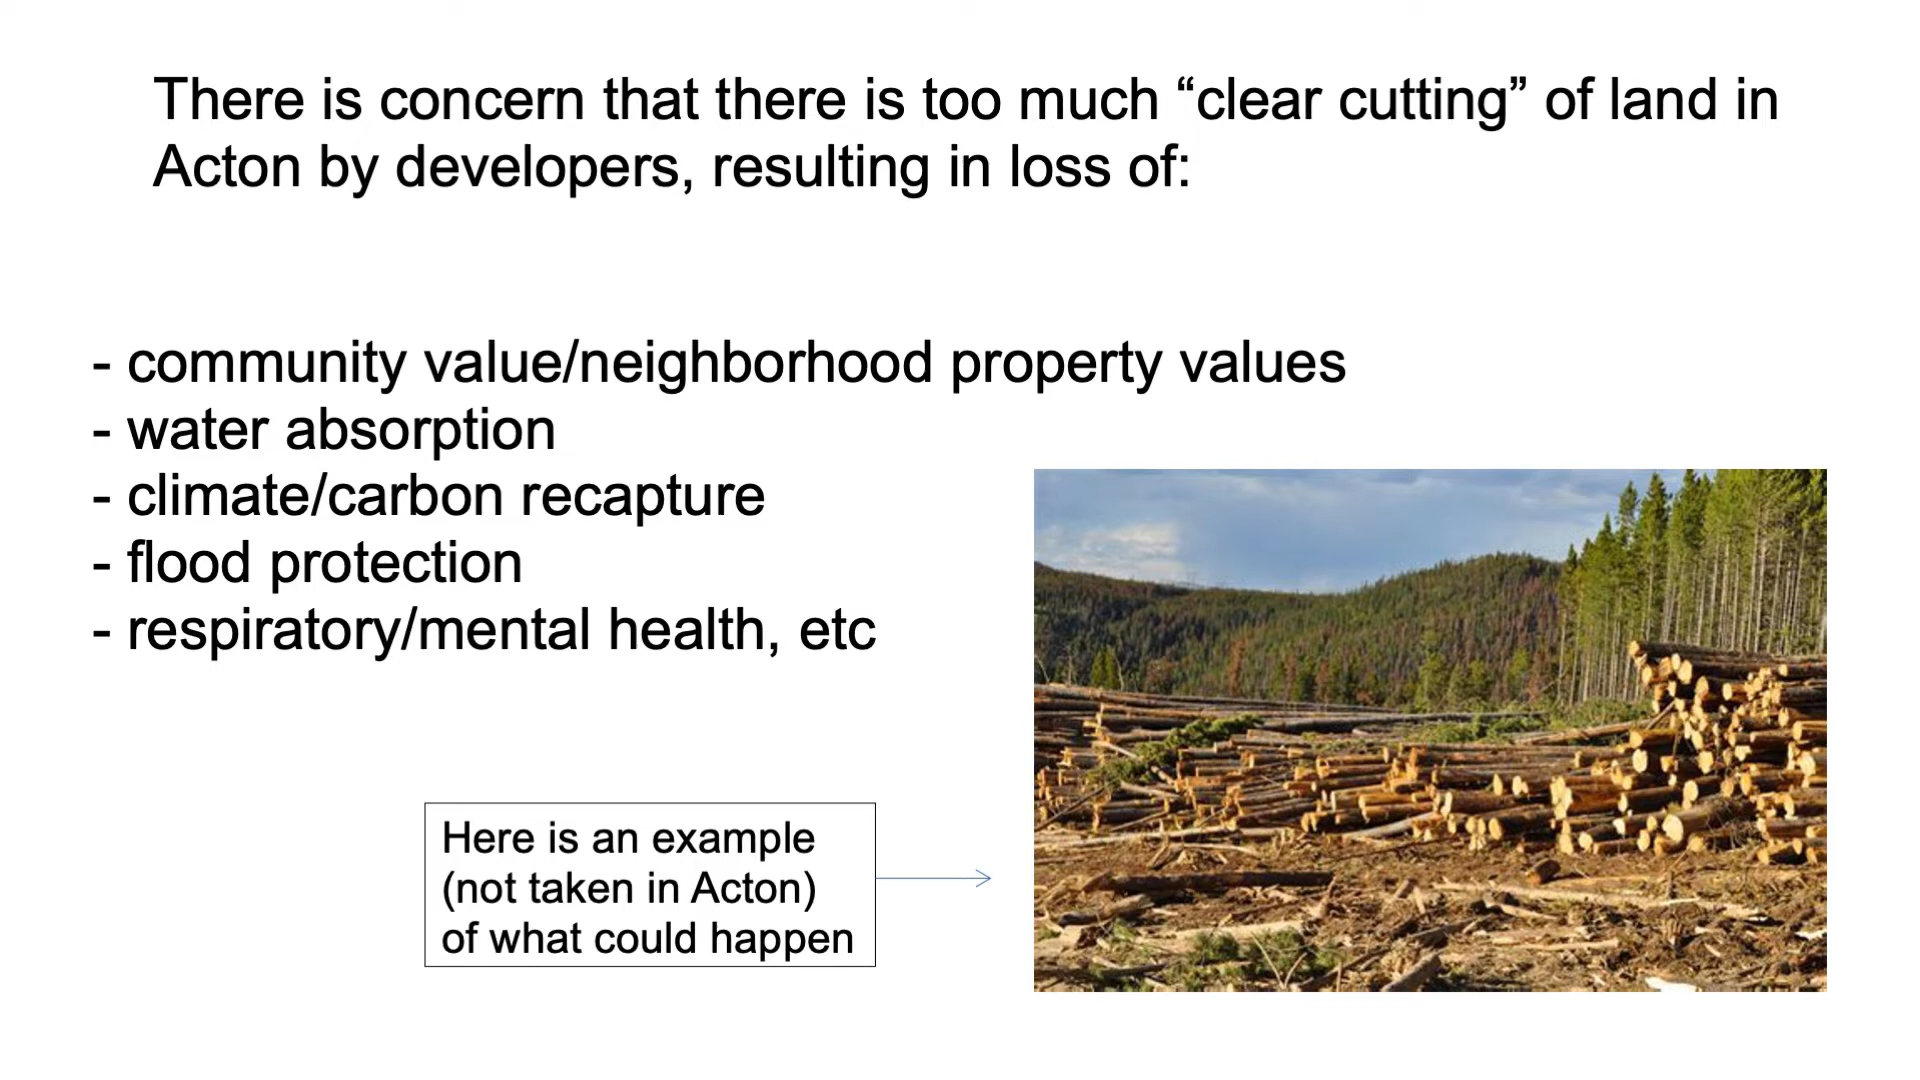 There is concern that there is too much “clear cutting” of land in
Acton by developers, resulting in loss of:
- community value/neighborhood property values
- water absorption
- climate/carbon recapture
- flood protection
- respiratory/mental health, etc
Here is an example
(not taken in Acton)
of what could happen